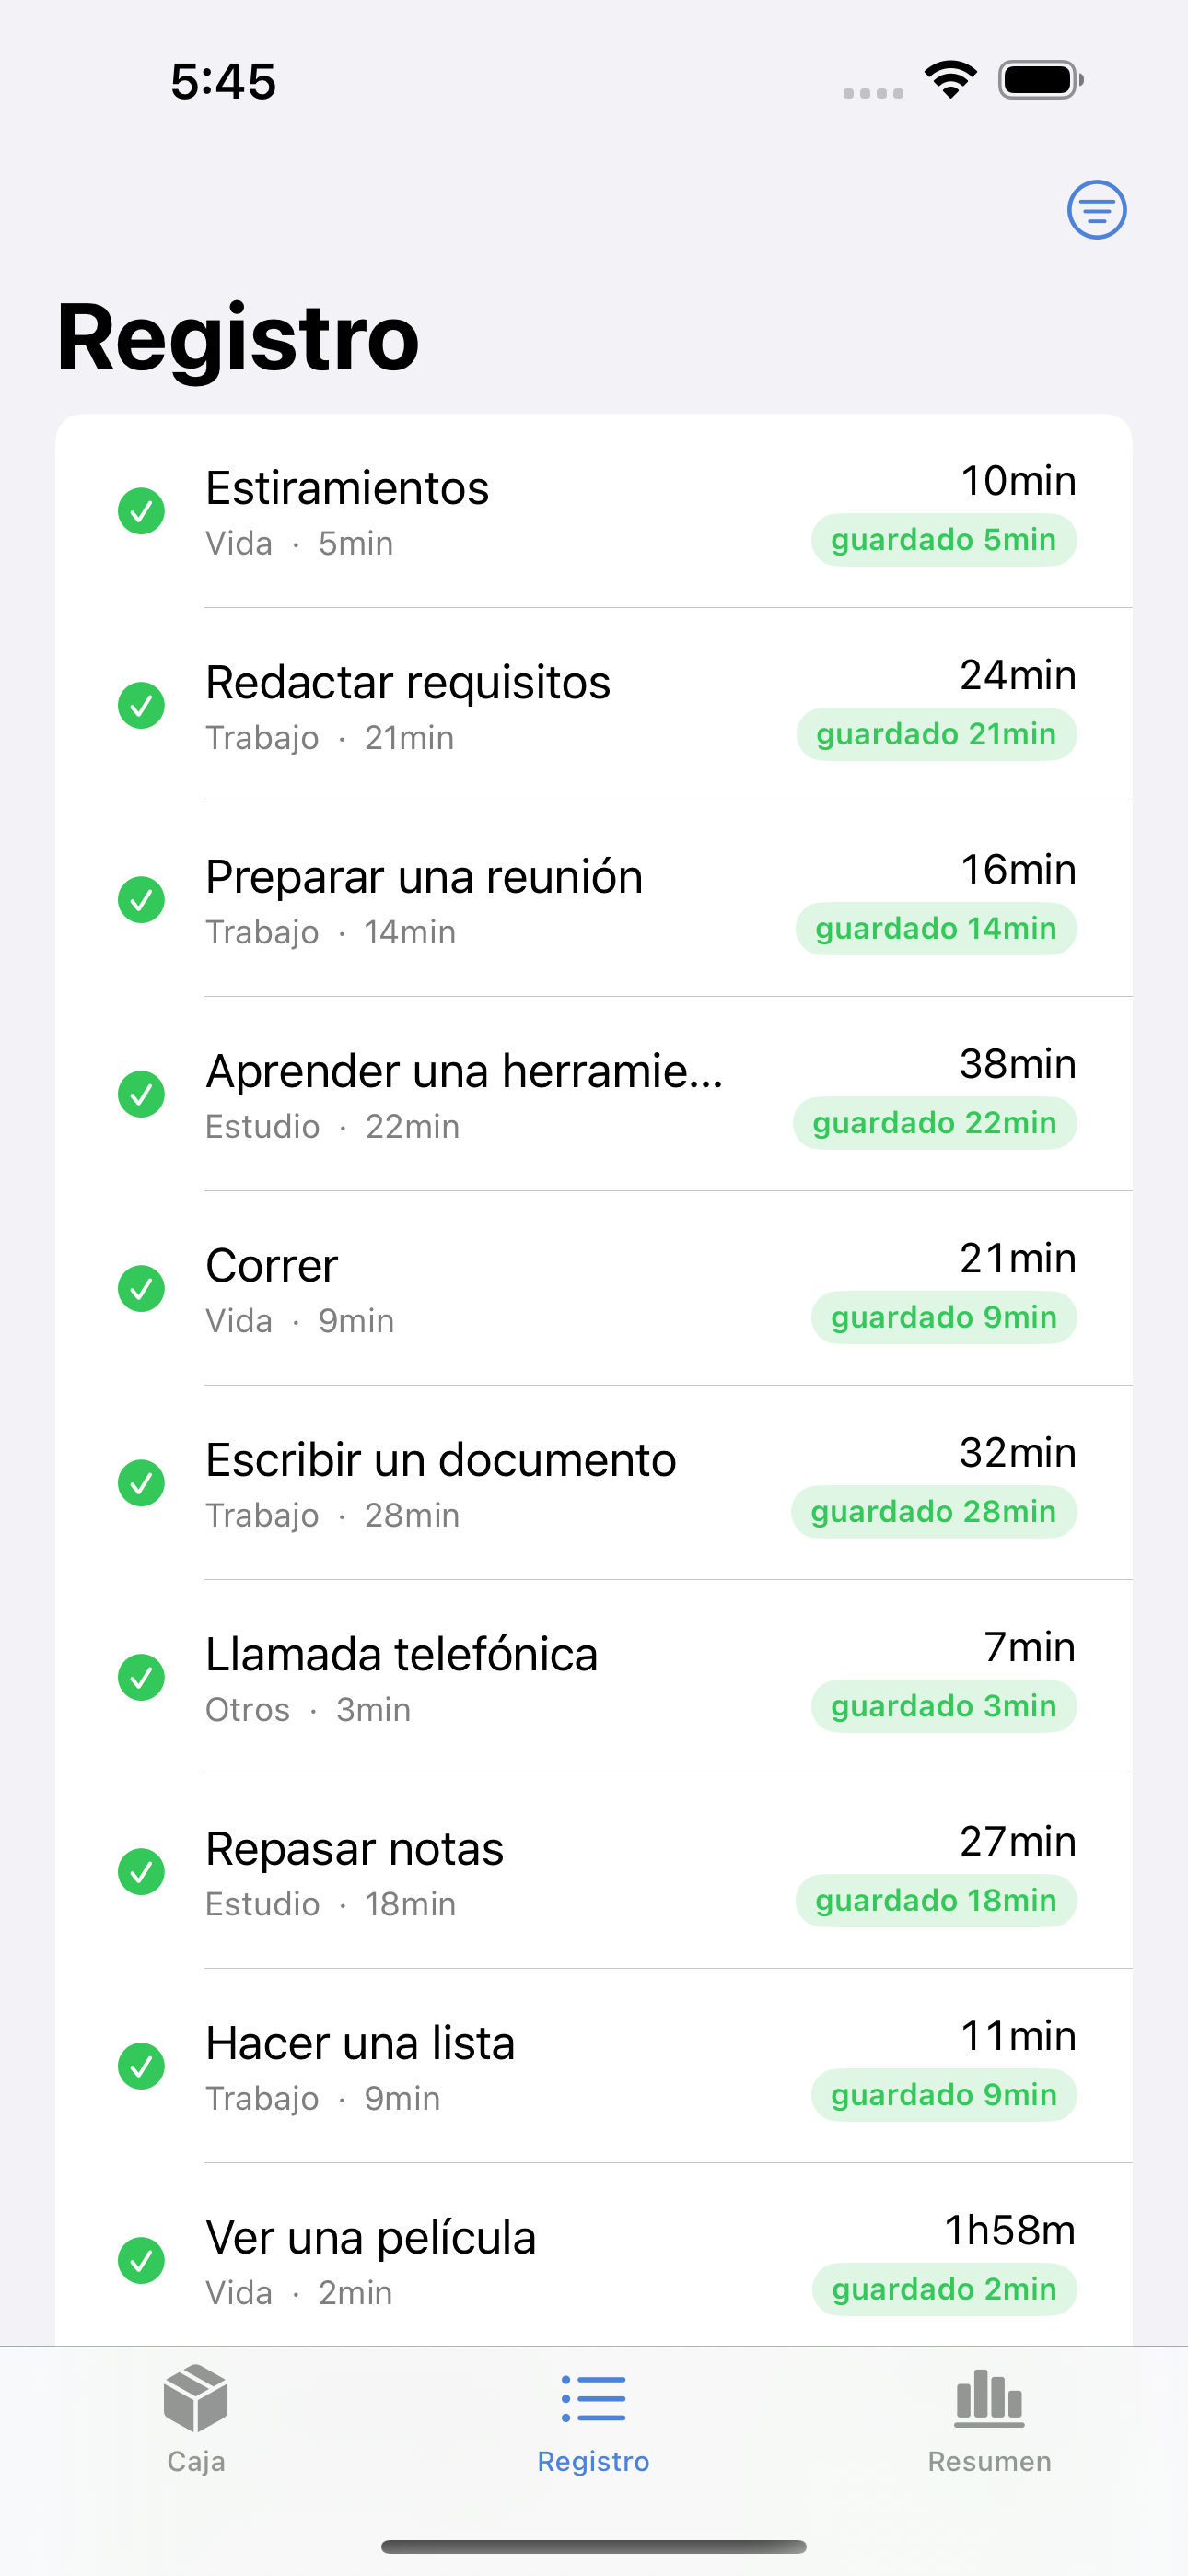 5:45
Registro
Estiramientos
10min
Vida · 5min
guardado 5min
Redactar requisitos
24min
Trabajo · 21min
guardado 21min
Preparar una reunión
16min
Trabajo · 14min
guardado 14min
Aprender una herramie...
38min
Estudio · 22min
guardado 22min
Correr
21min
Vida · 9min
guardado 9min
Escribir un documento
32min
Trabajo · 28min
guardado 28min
Llamada telefónica
7min
Otros · 3min
guardado 3min
Repasar notas
27min
Estudio · 18min
guardado 18min
Hacer una lista
11min
Trabajo · 9min
guardado 9min
Ver una película
1h58m
Vida · 2min
guardado 2min
Caja
Registro
Resumen